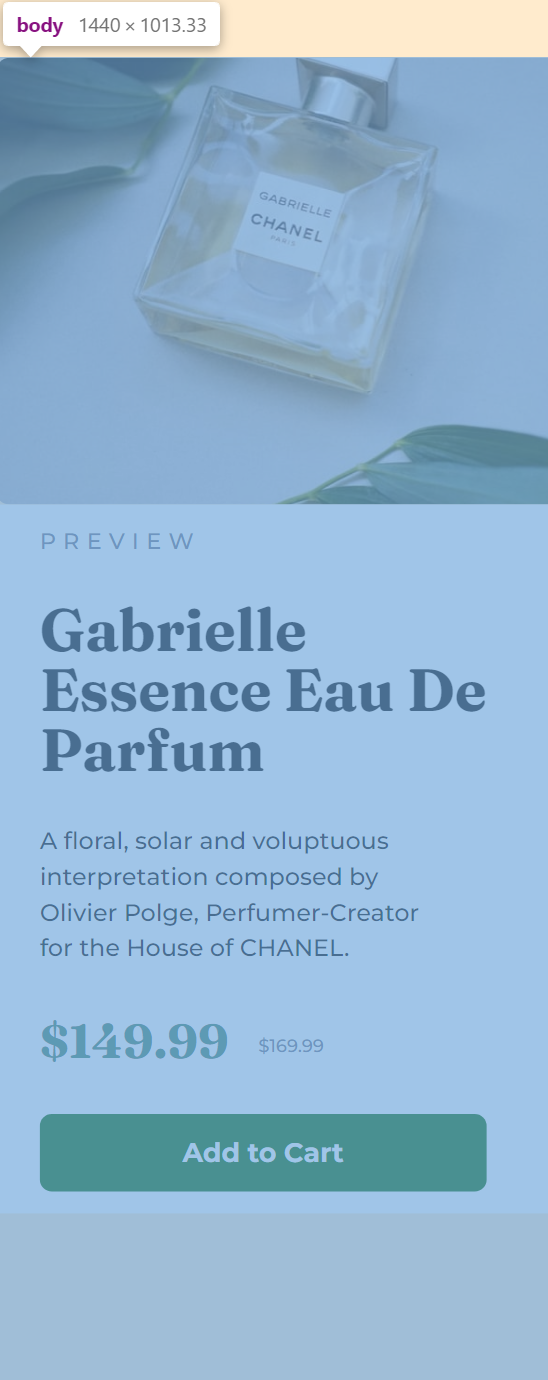 body 1440 × 1013.33
GABRIELLE
CHANEL
PARIS
PREVIEW
Gabrielle
Essence Eau De
Parfum
A floral, solar and voluptuous
interpretation composed by
Olivier Polge, Perfumer-Creator
for the House of CHANEL.
$149.99 $169.99
Add to Cart